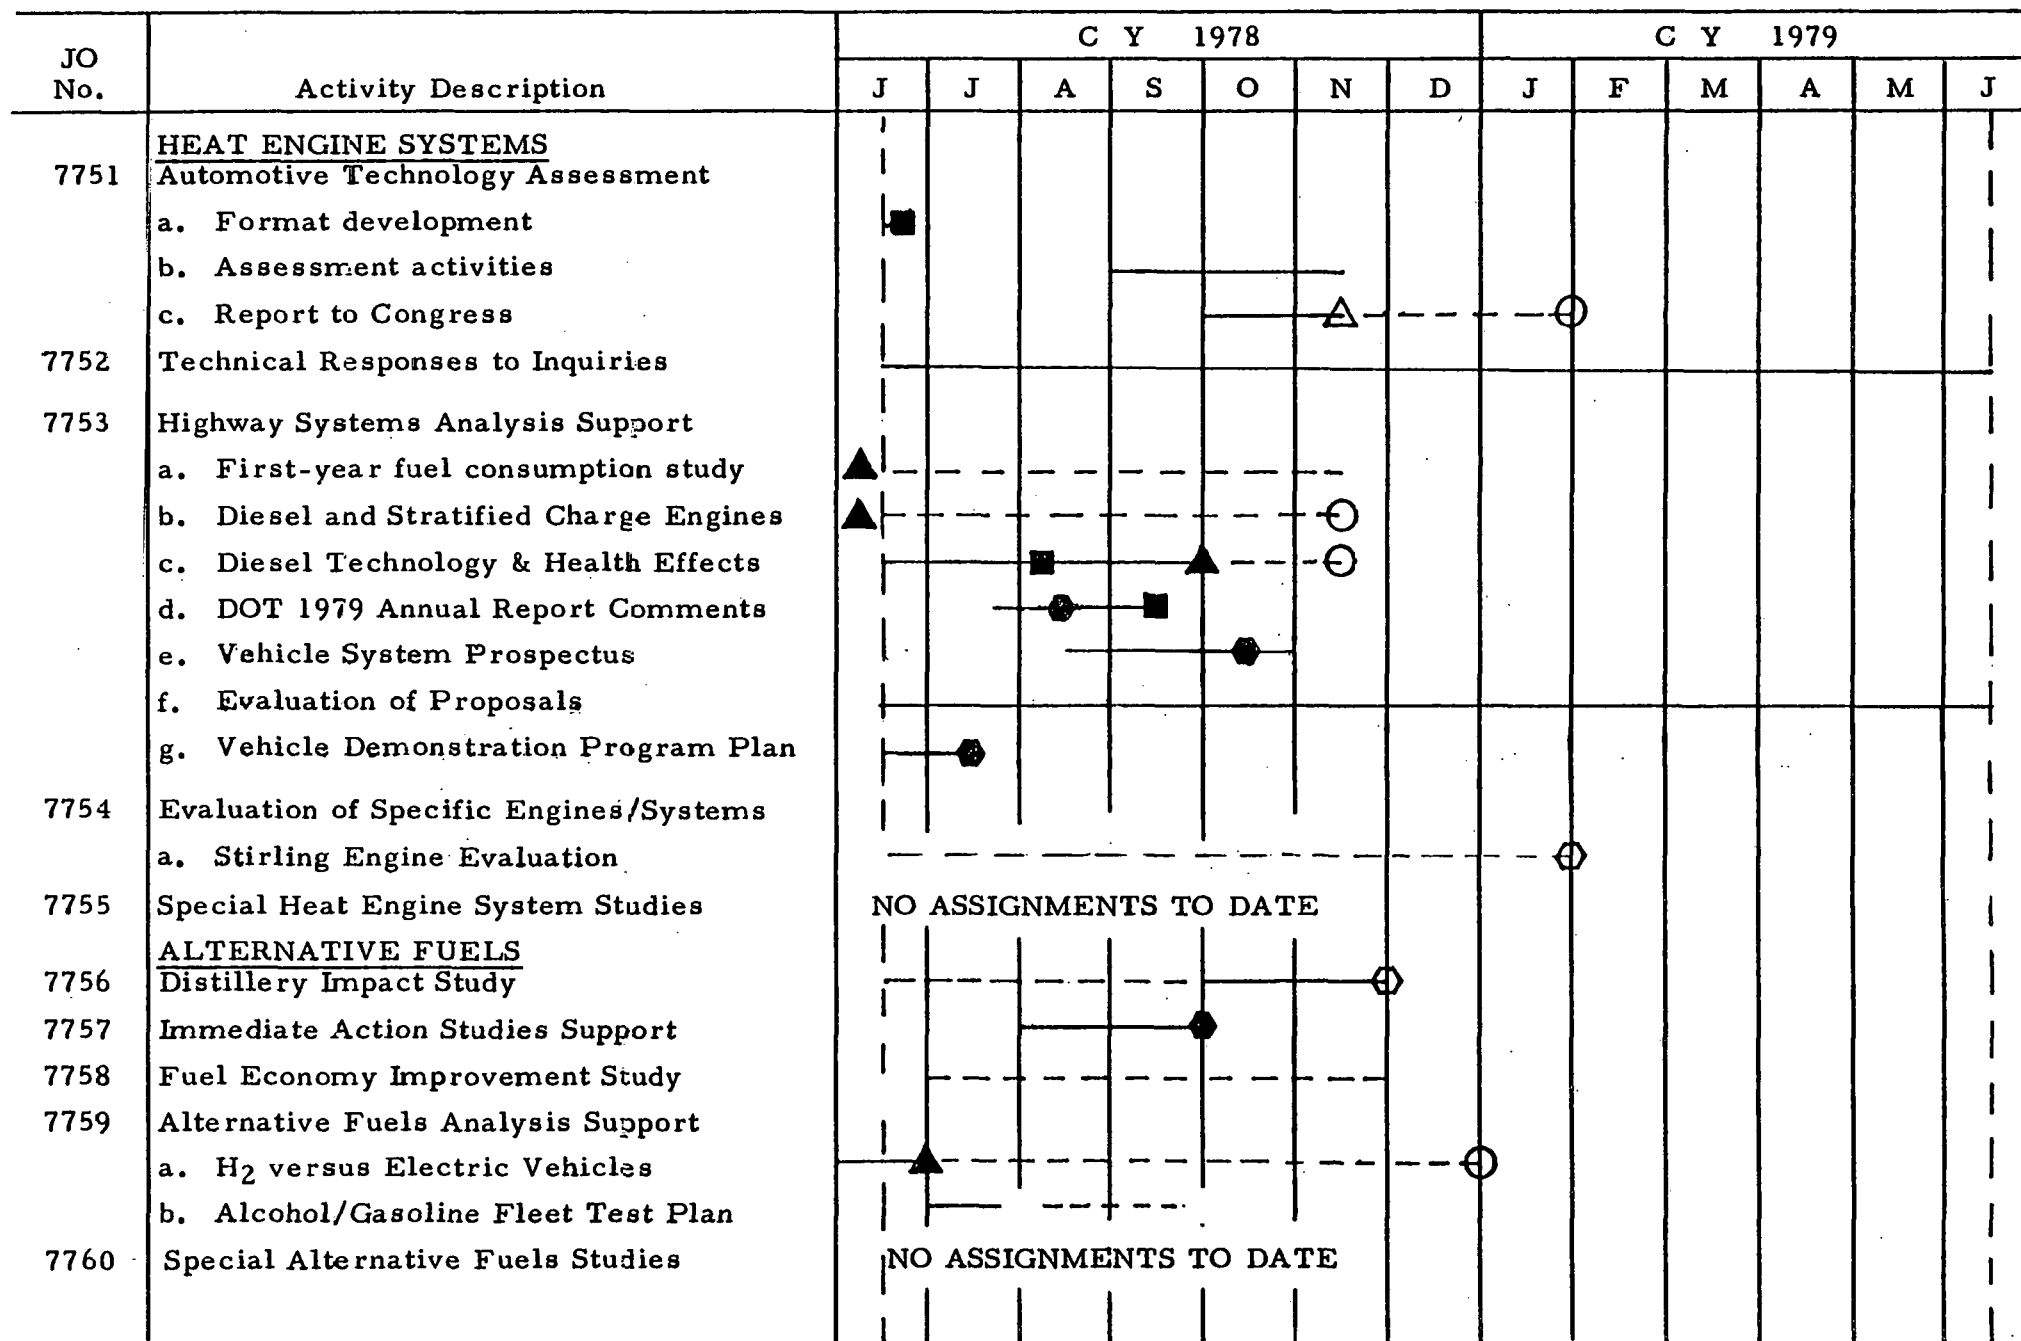 C Y 1978 C Y 1979
JO
No. Activity Description J J A S O N D J F M A M J
HEAT ENGINE SYSTEMS
7751 Automotive Technology Assessment
a. Format development
b. Assessment activities
c. Report to Congress
7752 Technical Responses to Inquiries
7753 Highway Systems Analysis Support
a. First-year fuel consumption study
b. Diesel and Stratified Charge Engines
c. Diesel Technology & Health Effects
d. DOT 1979 Annual Report Comments
e. Vehicle System Prospectus
f. Evaluation of Proposals
g. Vehicle Demonstration Program Plan
7754 Evaluation of Specific Engines/Systems
a. Stirling Engine Evaluation
7755 Special Heat Engine System Studies NO ASSIGNMENTS TO DATE
ALTERNATIVE FUELS
7756 Distillery Impact Study
7757 Immediate Action Studies Support
7758 Fuel Economy Improvement Study
7759 Alternative Fuels Analysis Support
a. H2 versus Electric Vehicles
b. Alcohol/Gasoline Fleet Test Plan
7760 Special Alternative Fuels Studies NO ASSIGNMENTS TO DATE